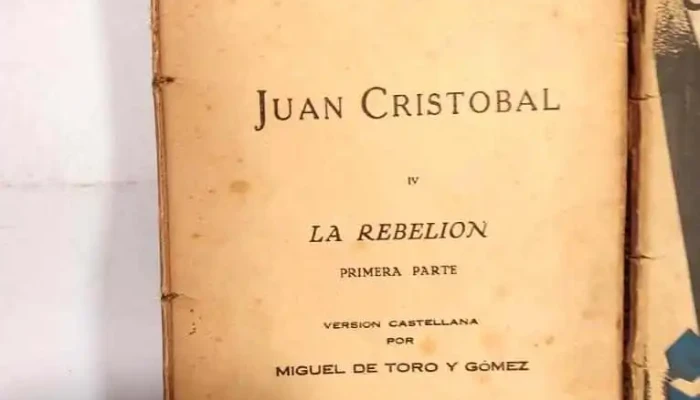 JUAN CRISTOBAL
IV
LA REBELION
PRIMERA PARTE
VERSION CASTELLANA
POR
MIGUEL DE TORO Y GÓMEZ